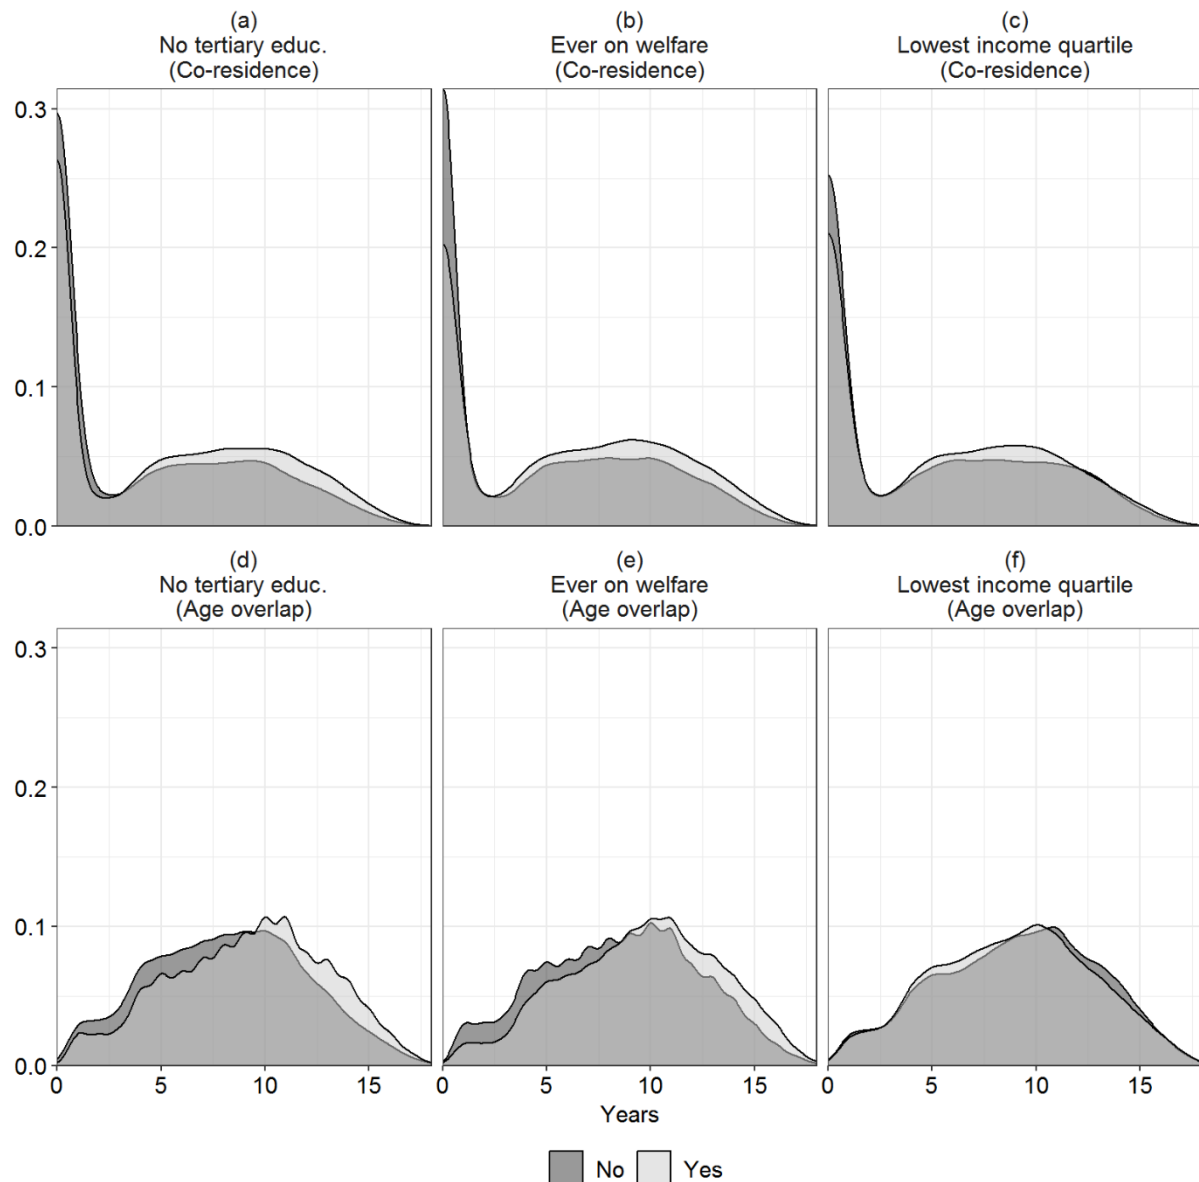 (a)
No tertiary educ.
(Co-residence)
(b)
Ever on welfare
(Co-residence)
(c)
Lowest income quartile
(Co-residence)
0.3
0.2
0.1
0.0
(d)
No tertiary educ.
(Age overlap)
(e)
Ever on welfare
(Age overlap)
(f)
Lowest income quartile
(Age overlap)
0.3
0.2
0.1
0.0
0 5 10 15
5 10 15
5 10 15
Years
No Yes